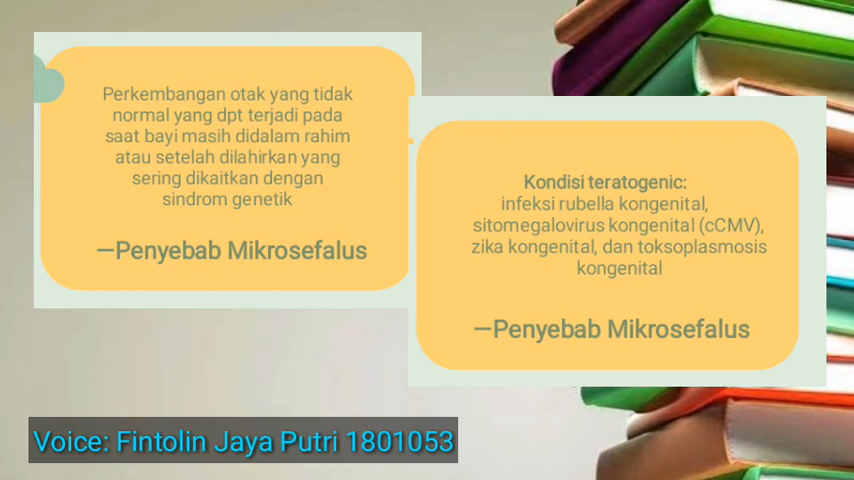 Perkembangan otak yang tidak
normal yang dpt terjadi pada
saat bayi masih didalam rahim
atau setelah dilahirkan yang
sering dikaitkan dengan
sindrom genetik
—Penyebab Mikrosefalus
Kondisi teratogenic:
infeksi rubella kongenital,
sitomegalovirus kongenital (cCMV),
zika kongenital, dan toksoplasmosis
kongenital
—Penyebab Mikrosefalus
Voice: Fintolin Jaya Putri 1801053